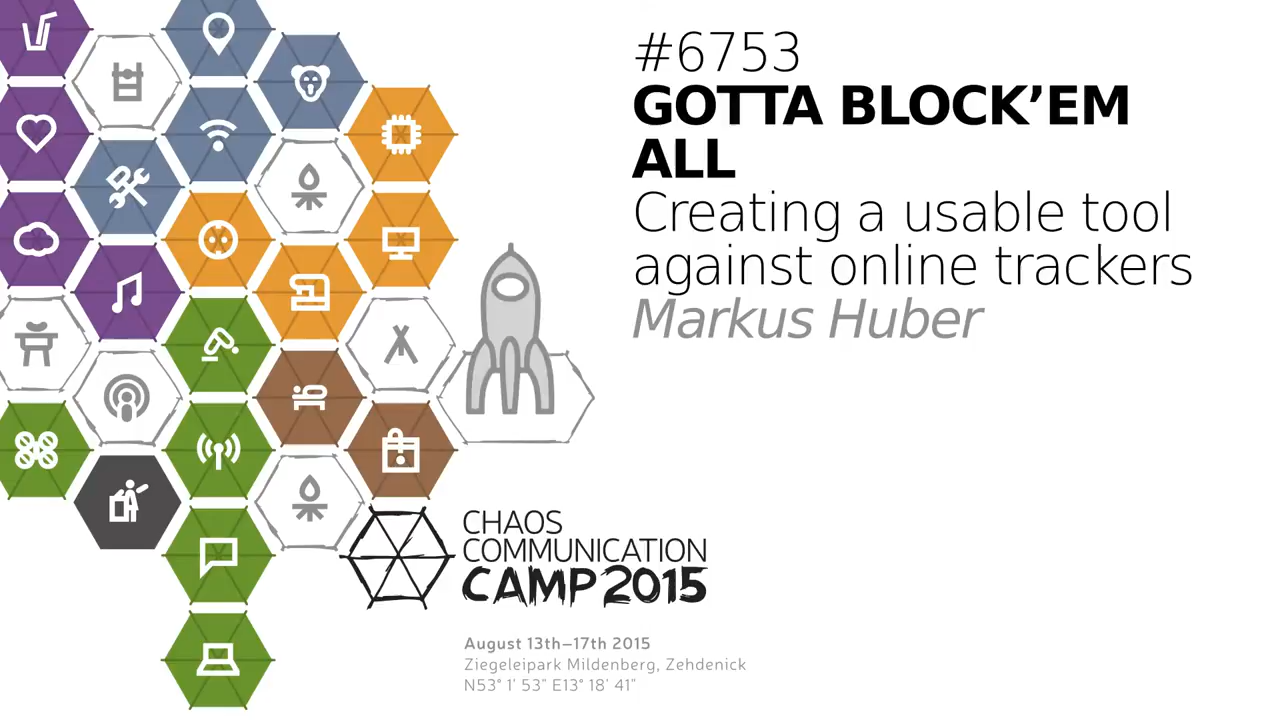 #6753
GOTTA BLOCK’EM
ALL
Creating a usable tool
against online trackers
Markus Huber
CHAOS
COMMUNICATION
CAMP 2015
August 13th–17th 2015
Ziegeleipark Mildenberg, Zehdenick
N53° 1' 53" E13° 18' 41"